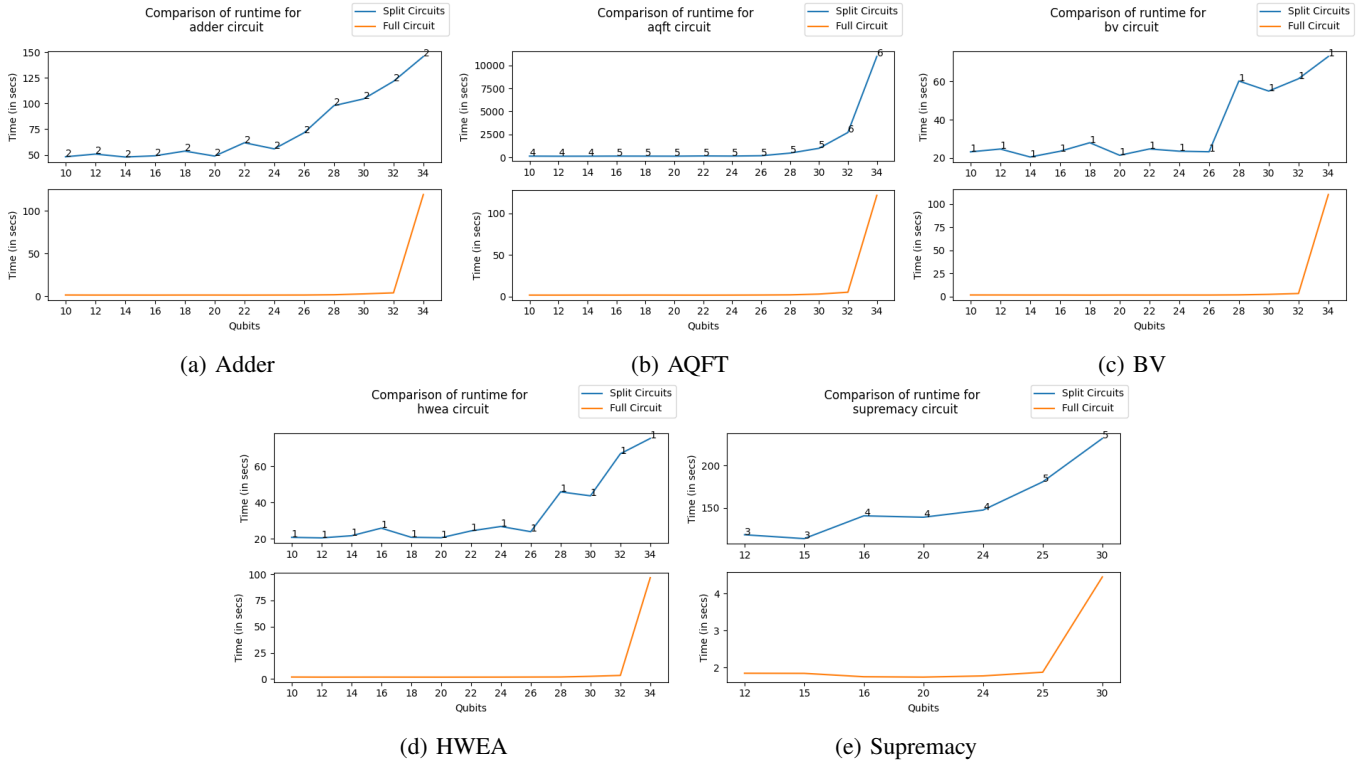 Comparison of runtime for
adder circuit
Split Circuits
Full Circuit
Time (in secs)
150
125
100
75
50
2 2 2 2 2 2 2 2 2 2 2 2 2
10 12 14 16 18 20 22 24 26 28 30 32 34
Time (in secs)
100
50
0
10 12 14 16 18 20 22 24 26 28 30 32 34
Qubits
(a) Adder
Comparison of runtime for
aqft circuit
Split Circuits
Full Circuit
Time (in secs)
10000
7500
5000
2500
0
4 4 4 5 5 5 5 5 5 5 5 6 6
10 12 14 16 18 20 22 24 26 28 30 32 34
Time (in secs)
100
50
0
10 12 14 16 18 20 22 24 26 28 30 32 34
Qubits
(b) AQFT
Comparison of runtime for
bv circuit
Split Circuits
Full Circuit
Time (in secs)
60
40
20
1 1 1 1 1 1 1 1 1 1 1 1 1
10 12 14 16 18 20 22 24 26 28 30 32 34
Time (in secs)
100
50
0
10 12 14 16 18 20 22 24 26 28 30 32 34
Qubits
(c) BV
Comparison of runtime for
hwea circuit
Split Circuits
Full Circuit
Time (in secs)
60
40
20
1 1 1 1 1 1 1 1 1 1 1 1 1
10 12 14 16 18 20 22 24 26 28 30 32 34
Time (in secs)
100
75
50
25
0
10 12 14 16 18 20 22 24 26 28 30 32 34
Qubits
(d) HWEA
Comparison of runtime for
supremacy circuit
Split Circuits
Full Circuit
Time (in secs)
200
150
3 3 4 4 4 5 5
12 15 16 20 24 25 30
Time (in secs)
4
3
2
12 15 16 20 24 25 30
Qubits
(e) Supremacy